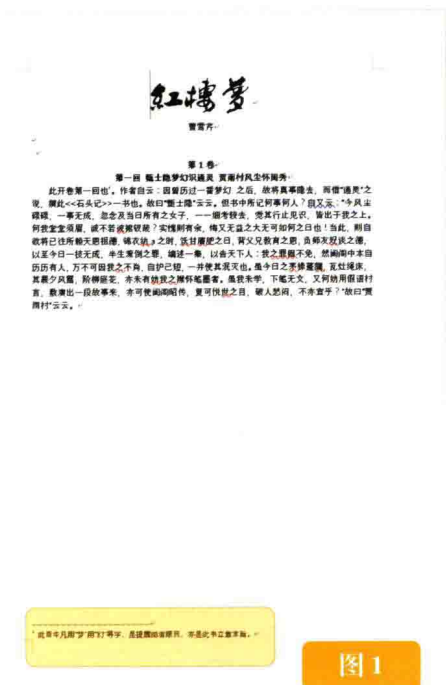 紅樓夢
曹雪芹
第1卷
第一回 甄士隐梦幻识通灵 贾雨村风尘怀闺秀
此开卷第一回也¹。作者自云：因曾历过一番梦幻之后，故将真事隐去，而借"通灵"之
说，撰此<<石头记>>一书也。故曰"甄士隐"云云。但书中所记何事何人？自又云："今风尘
碌碌，一事无成，忽念及当日所有之女子，一一细考较去，觉其行止见识，皆出于我之上。
何我堂堂须眉，诚不若彼裙钗哉？实愧则有余，悔又无益之大无可如何之日也！当此，则自
欲将已往所赖天恩祖德，锦衣纨之时，饫甘餍肥之日，背父兄教育之恩，负师友规谈之德，
以至今日一技无成，半生潦倒之罪，编述一集，以告天下人：我之罪固不免，然闺阁中本自
历历有人，万不可因我之不肖，自护己短，一并使其泯灭也。虽今日之茅椽蓬牖，瓦灶绳床，
其晨夕风露，阶柳庭花，亦未有妨我之襟怀笔墨者。虽我未学，下笔无文，又何妨用假语村
言，敷演出一段故事来，亦可使闺阁昭传，复可悦世之目，破人愁闷，不亦宜乎？"故曰"贾
雨村"云云。
¹ 此回中凡用"梦"用"幻"等字，是提醒阅者眼目，亦是此书立意本旨。
图1